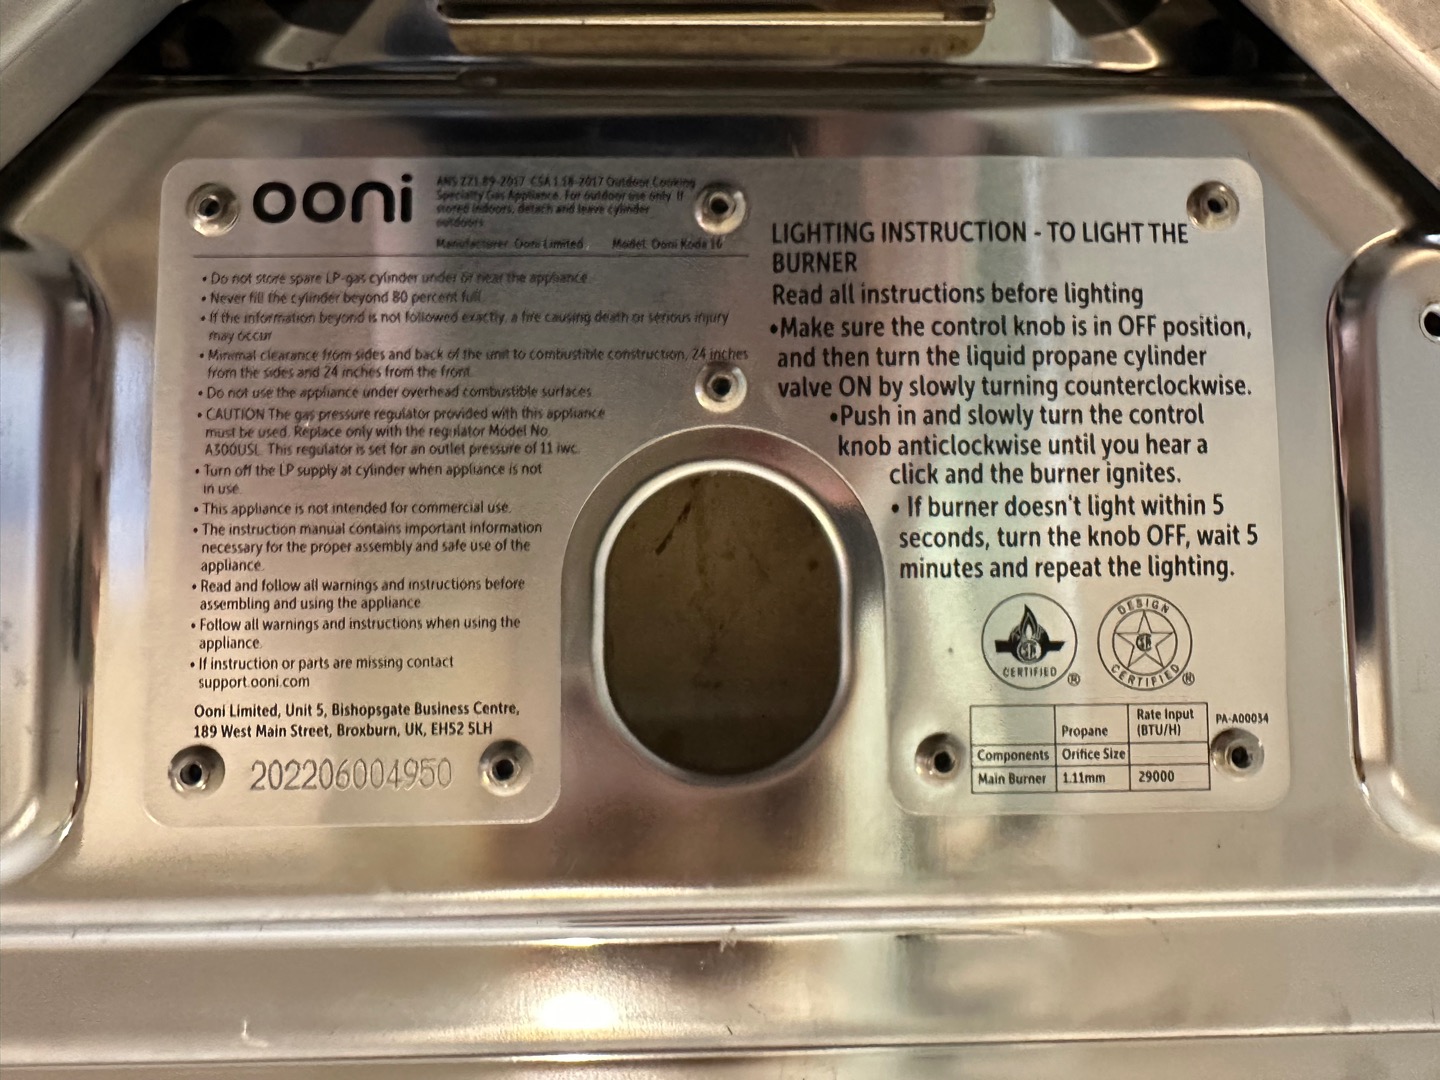 ooni
ANS Z21.89-2017 CSA 1.18-2017 Outdoor Cooking
Specialty Gas Appliance. For outdoor use only. If
stored indoors, detach and leave cylinder
outdoors
Manufacturer: Ooni Limited, Model: Ooni Koda 16
• Do not store spare LP-gas cylinder under or near the appliance
• Never fill the cylinder beyond 80 percent full
• If the information beyond is not followed exactly, a fire causing death or serious injury
may occur
• Minimal clearance from sides and back of the unit to combustible construction, 24 inches
from the sides and 24 inches from the front.
• Do not use the appliance under overhead combustible surfaces
• CAUTION The gas pressure regulator provided with this appliance
must be used. Replace only with the regulator Model No.
A300USL. This regulator is set for an outlet pressure of 11 iwc.
• Turn off the LP supply at cylinder when appliance is not
in use.
• This appliance is not intended for commercial use.
• The instruction manual contains important information
necessary for the proper assembly and safe use of the
appliance.
• Read and follow all warnings and instructions before
assembling and using the appliance
• Follow all warnings and instructions when using the
appliance.
• If instruction or parts are missing contact
support.ooni.com
Ooni Limited, Unit 5, Bishopsgate Business Centre,
189 West Main Street, Broxburn, UK, EH52 5LH
202206004950
LIGHTING INSTRUCTION - TO LIGHT THE
BURNER
Read all instructions before lighting
•Make sure the control knob is in OFF position,
and then turn the liquid propane cylinder
valve ON by slowly turning counterclockwise.
•Push in and slowly turn the control
knob anticlockwise until you hear a
click and the burner ignites.
• If burner doesn't light within 5
seconds, turn the knob OFF, wait 5
minutes and repeat the lighting.
CERTIFIED ®
DESIGN
CERTIFIED ®
Propane Rate Input
(BTU/H)
Components Orifice Size
Main Burner 1.11mm 29000
PA-A00034